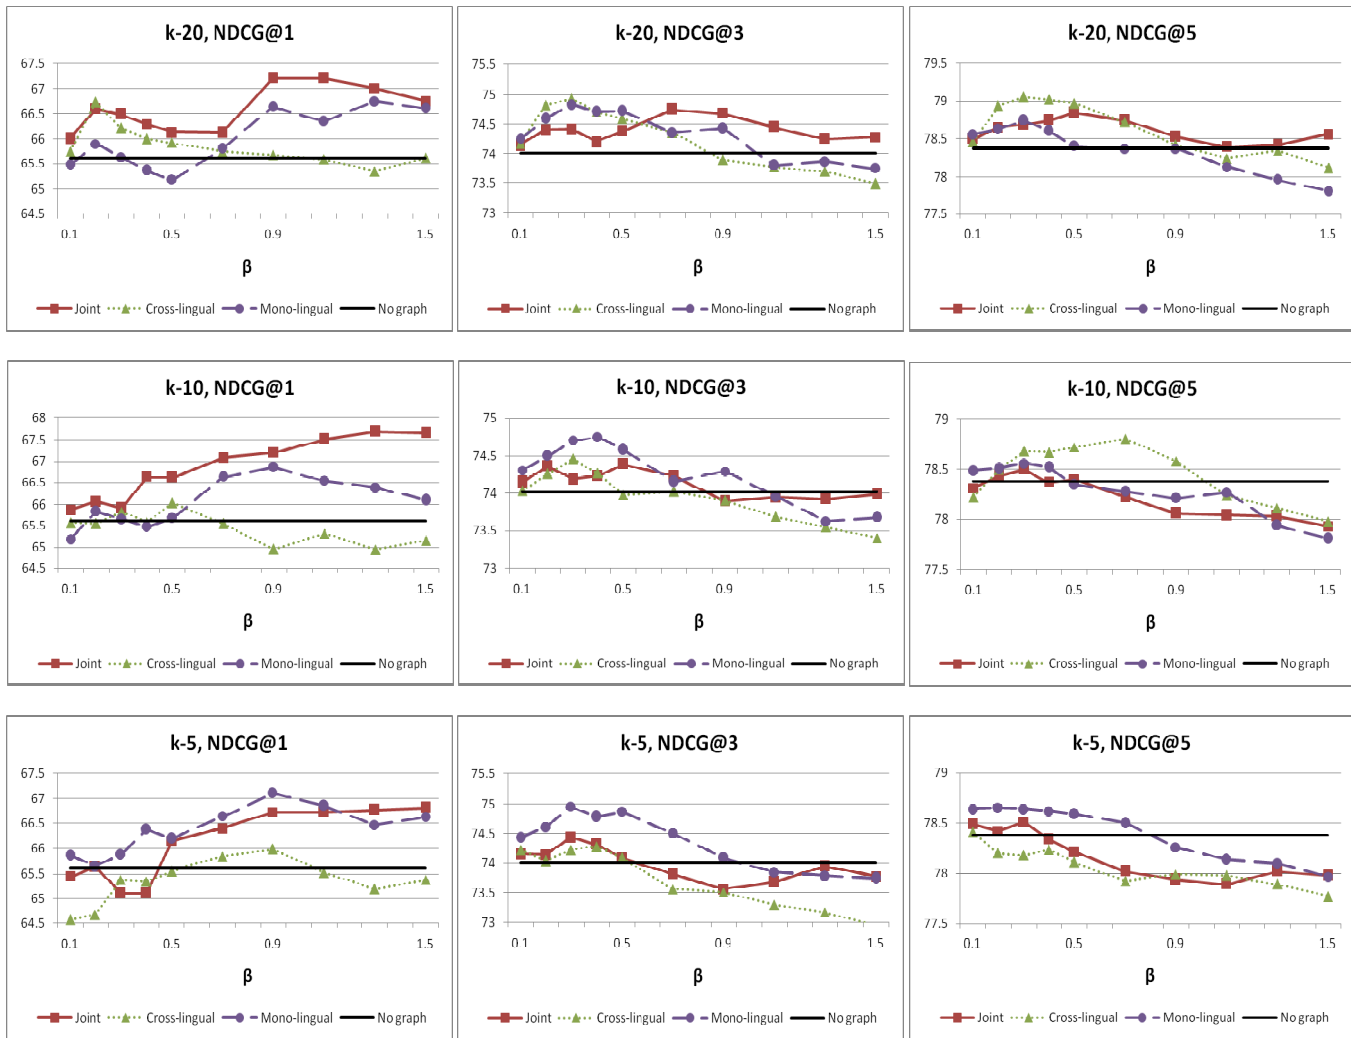 k-20, NDCG@1
67.5
67
66.5
66
65.5
65
64.5
0.1 0.5 0.9 1.5
β
Joint Cross-lingual Mono-lingual No graph
k-20, NDCG@3
75.5
75
74.5
74
73.5
73
0.1 0.5 0.9 1.5
β
Joint Cross-lingual Mono-lingual No graph
k-20, NDCG@5
79.5
79
78.5
78
77.5
0.1 0.5 0.9 1.5
β
Joint Cross-lingual Mono-lingual No graph
k-10, NDCG@1
68
67.5
67
66.5
66
65.5
65
64.5
0.1 0.5 0.9 1.5
β
Joint Cross-lingual Mono-lingual No graph
k-10, NDCG@3
75
74.5
74
73.5
73
0.1 0.5 0.9 1.5
β
Joint Cross-lingual Mono-lingual No graph
k-10, NDCG@5
79
78.5
78
77.5
0.1 0.5 0.9 1.5
β
Joint Cross-lingual Mono-lingual No graph
k-5, NDCG@1
67.5
67
66.5
66
65.5
65
64.5
0.1 0.5 0.9 1.5
β
Joint Cross-lingual Mono-lingual No graph
k-5, NDCG@3
75.5
75
74.5
74
73.5
73
0.1 0.5 0.9 1.5
β
Joint Cross-lingual Mono-lingual No graph
k-5, NDCG@5
79
78.5
78
77.5
0.1 0.5 0.9 1.5
β
Joint Cross-lingual Mono-lingual No graph